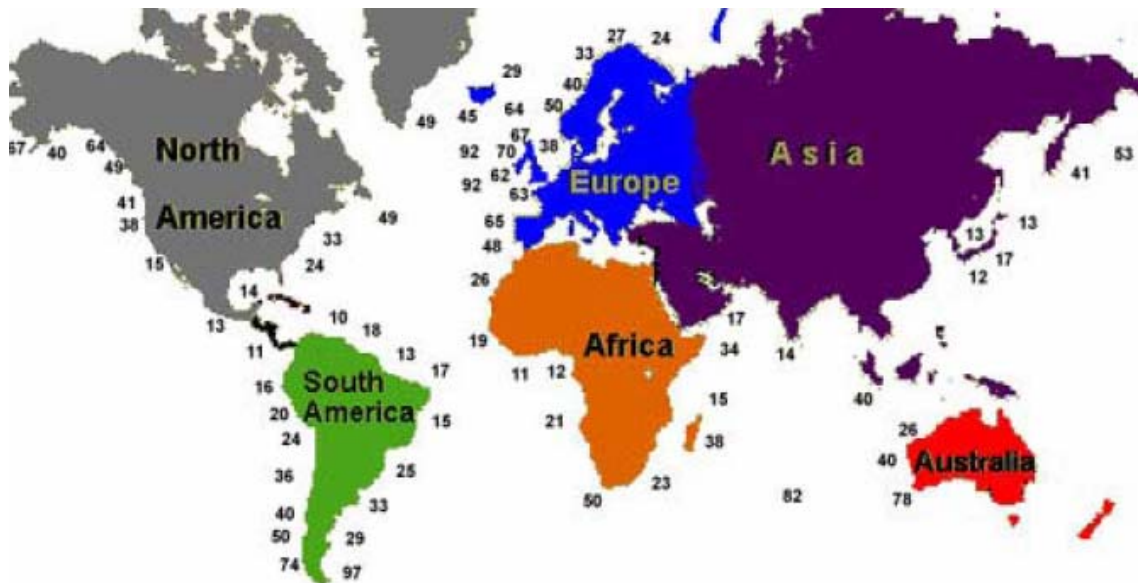 27 24
33
29
40
45 64 50
49
67
67 40 64 North 92 70 38 Asia 53
49 62 Europe 41
92 63
41 America 49
38 65 13
33 48 13
15 24 17
26 12
14
13 10 17
18
11 13 19 Africa 34 14
South 17 11 12
16 America 15 40
20 15 21 26
24 38
25 40 Australia
36 23
33 50 82 78
40
50 29
74 97